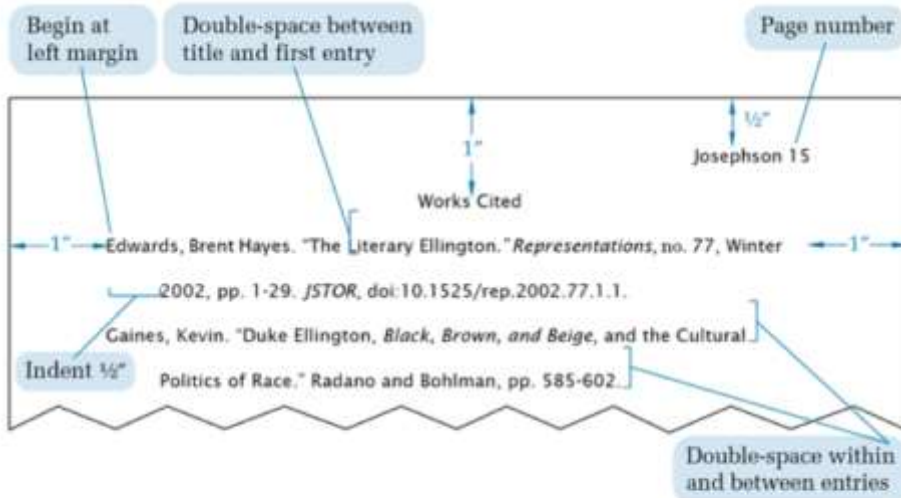 Begin at
left margin
Double-space between
title and first entry
Page number
1"
½"
Josephson 15
Works Cited
1"
Edwards, Brent Hayes. "The Literary Ellington." Representations, no. 77, Winter
1"
2002, pp. 1-29. JSTOR, doi:10.1525/rep.2002.77.1.1.
Gaines, Kevin. "Duke Ellington, Black, Brown, and Beige, and the Cultural
Indent ½"
Politics of Race." Radano and Bohlman, pp. 585-602.
Double-space within
and between entries